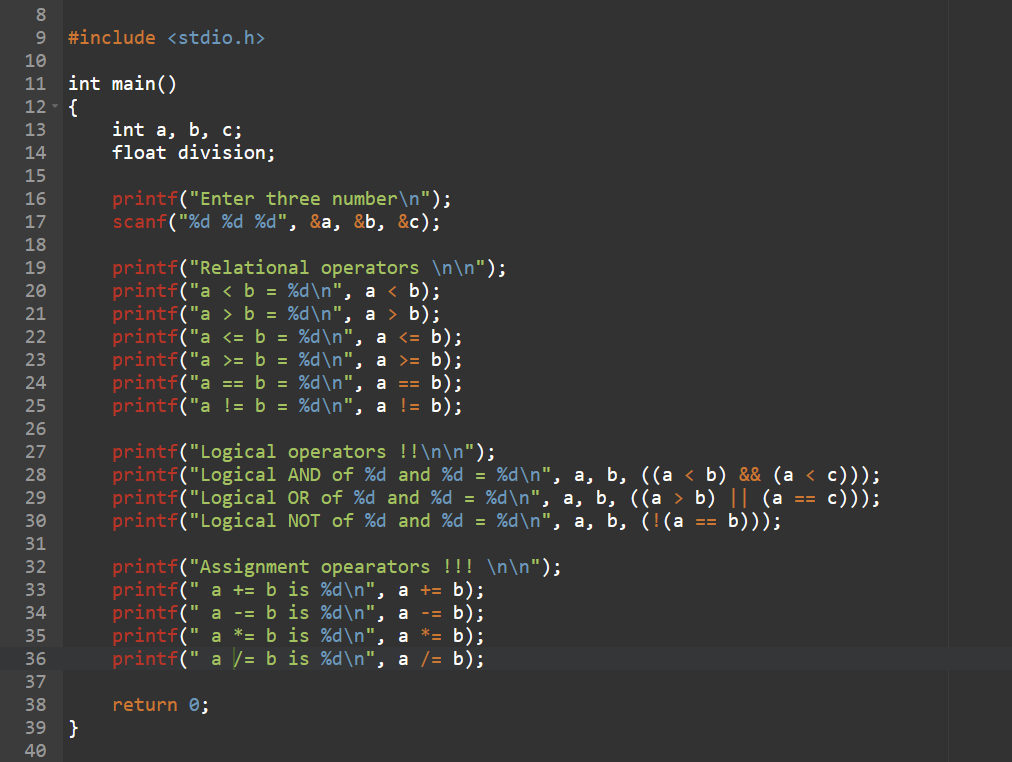 8
9 #include <stdio.h>
10
11 int main()
12 {
13     int a, b, c;
14     float division;
15
16     printf("Enter three number\n");
17     scanf("%d %d %d", &a, &b, &c);
18
19     printf("Relational operators \n\n");
20     printf("a < b = %d\n", a < b);
21     printf("a > b = %d\n", a > b);
22     printf("a <= b = %d\n", a <= b);
23     printf("a >= b = %d\n", a >= b);
24     printf("a == b = %d\n", a == b);
25     printf("a != b = %d\n", a != b);
26
27     printf("Logical operators !!\n\n");
28     printf("Logical AND of %d and %d = %d\n", a, b, ((a < b) && (a < c)));
29     printf("Logical OR of %d and %d = %d\n", a, b, ((a > b) || (a == c)));
30     printf("Logical NOT of %d and %d = %d\n", a, b, (!(a == b)));
31
32     printf("Assignment opearators !!! \n\n");
33     printf(" a += b is %d\n", a += b);
34     printf(" a -= b is %d\n", a -= b);
35     printf(" a *= b is %d\n", a *= b);
36     printf(" a /= b is %d\n", a /= b);
37
38     return 0;
39 }
40